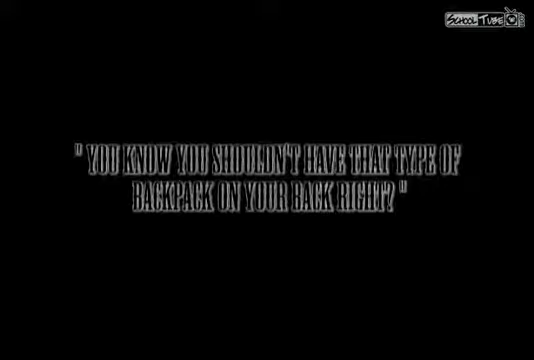 SCHOOLTUBE
" YOU KNOW YOU SHOULDN'T HAVE THAT TYPE OF
BACKPACK ON YOUR BACK RIGHT? "